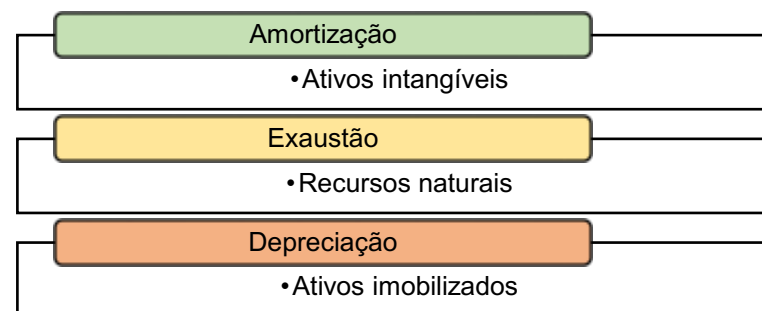 Amortização
•Ativos intangíveis
Exaustão
•Recursos naturais
Depreciação
•Ativos imobilizados